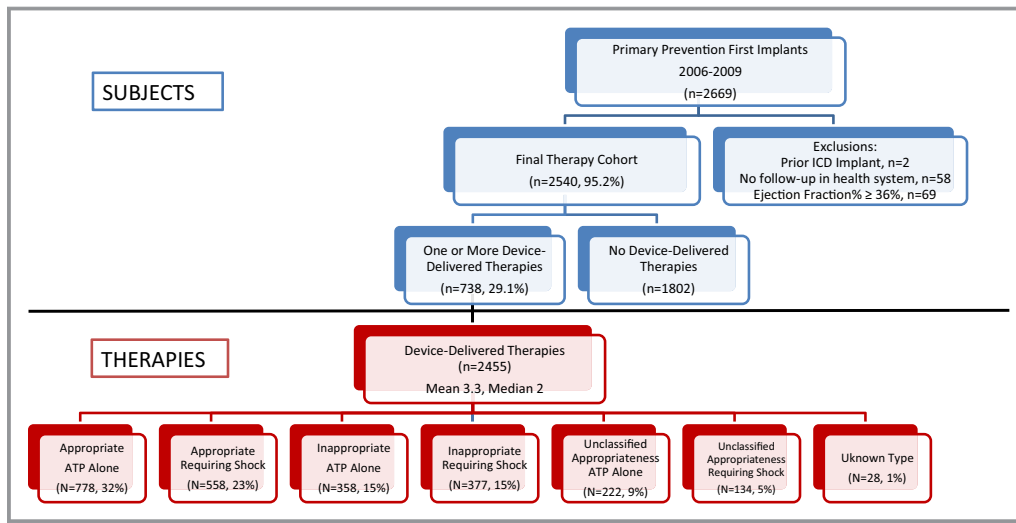 Primary Prevention First Implants
2006-2009
(n=2669)
SUBJECTS
Final Therapy Cohort
(n=2540, 95.2%)
Exclusions:
Prior ICD Implant, n=2
No follow-up in health system, n=58
Ejection Fraction% ≥ 36%, n=69
One or More Device-
Delivered Therapies
(n=738, 29.1%)
No Device-Delivered
Therapies
(n=1802)
THERAPIES
Device-Delivered Therapies
(n=2455)
Mean 3.3, Median 2
Appropriate
ATP Alone
(N=778, 32%)
Appropriate
Requiring Shock
(N=558, 23%)
Inappropriate
ATP Alone
(N=358, 15%)
Inappropriate
Requiring Shock
(N=377, 15%)
Unclassified
Appropriateness
ATP Alone
(N=222, 9%)
Unclassified
Appropriateness
Requiring Shock
(N=134, 5%)
Uknown Type
(N=28, 1%)